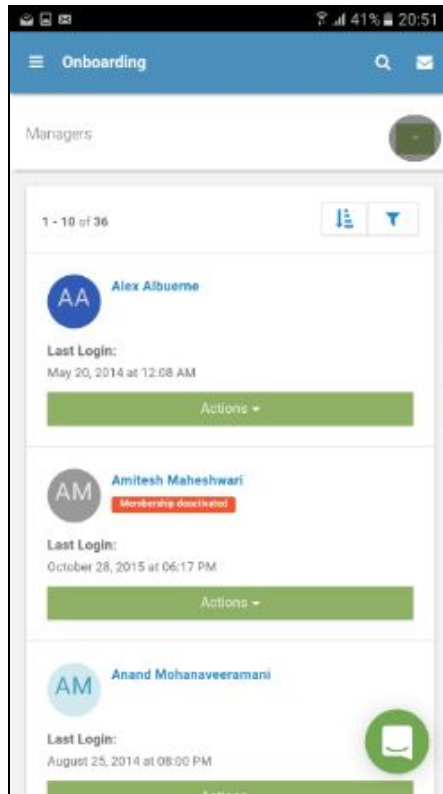 41% 20:51
Onboarding
Managers
1 - 10 of 36
AA
Alex Albuerne
Last Login:
May 20, 2014 at 12:08 AM
Actions
AM
Amitesh Maheshwari
Membership deactivated
Last Login:
October 28, 2015 at 06:17 PM
Actions
AM
Anand Mohanaveeramani
Last Login:
August 25, 2014 at 08:00 PM
Actions